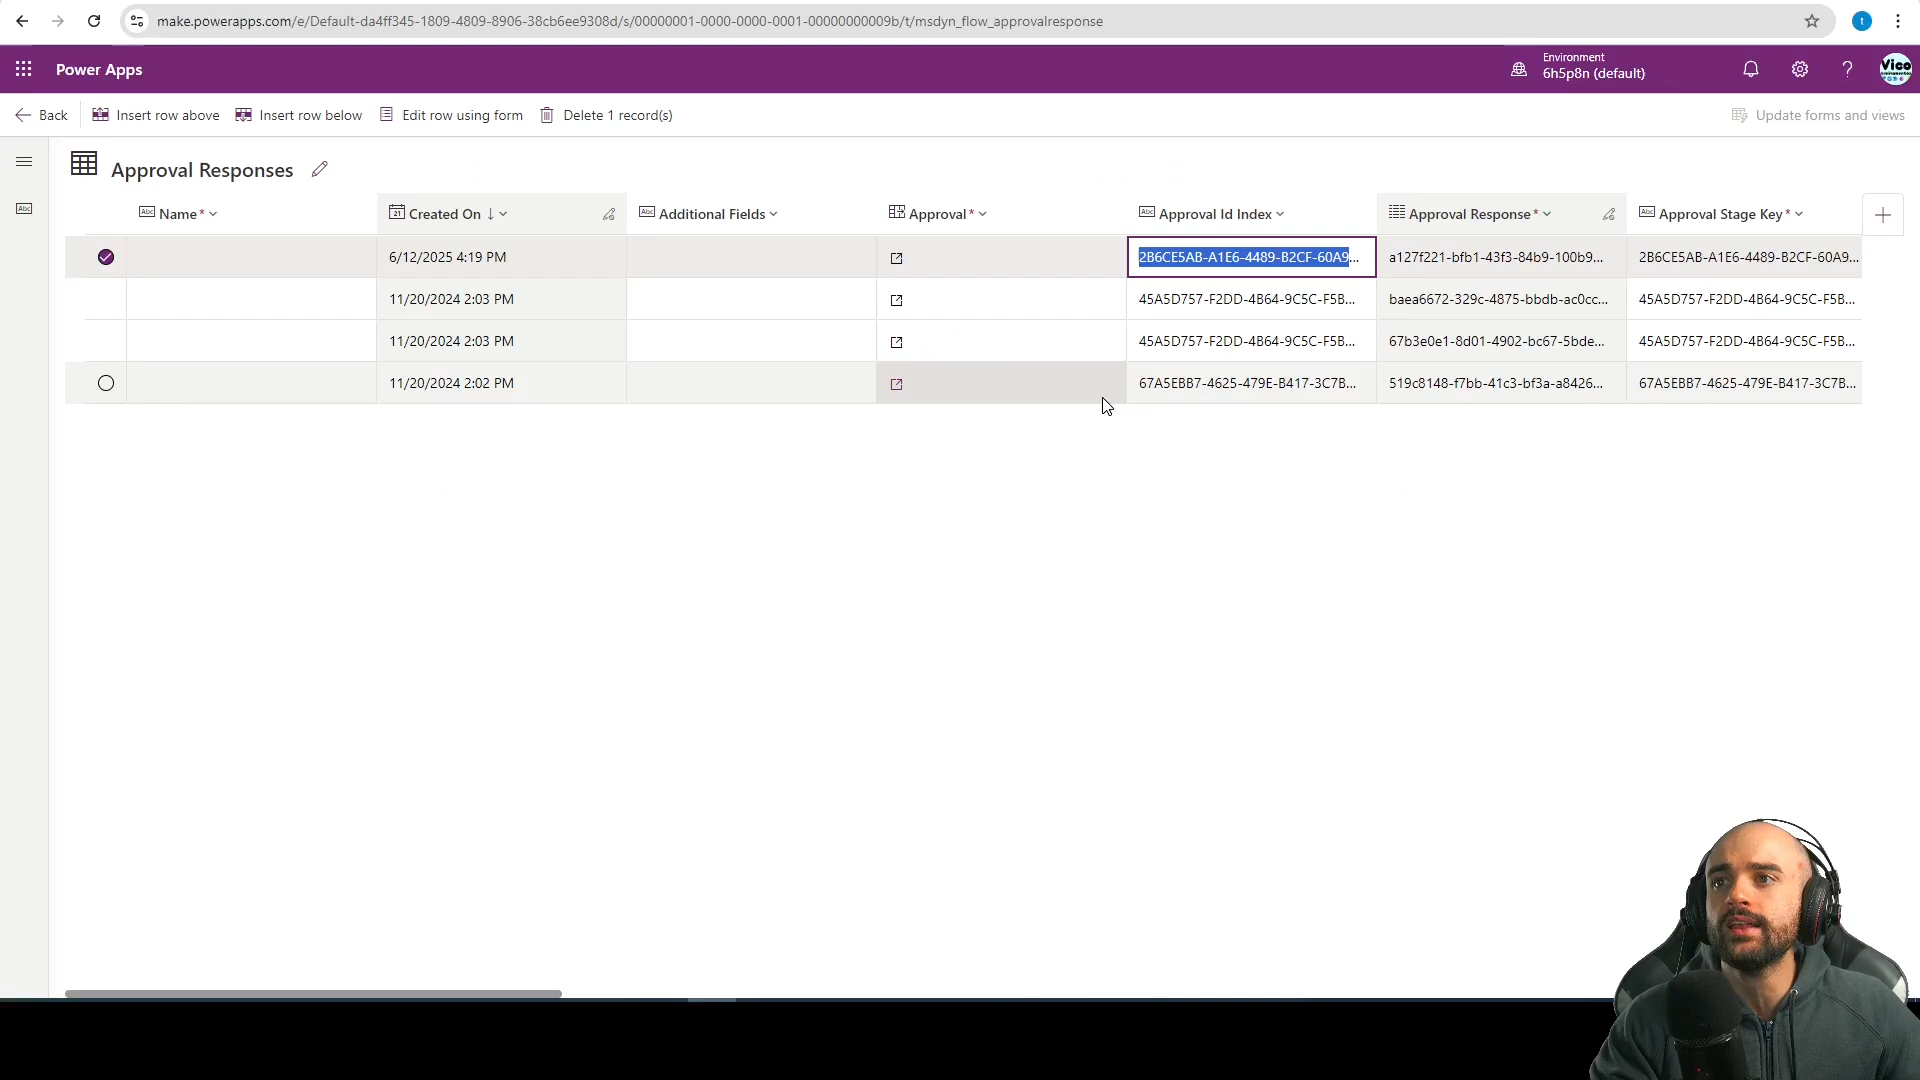 make.powerapps.com/e/Default-da4ff345-1809-4809-8906-38cb6ee9308d/s/00000001-0000-0000-0001-00000000009b/t/msdyn_flow_approvalresponse
t
Power Apps
Environment
6h5p8n (default)
Vico
Back
Insert row above
Insert row below
Edit row using form
Delete 1 record(s)
Update forms and views
Approval Responses
Abc Name *
21 Created On ↓
Abc Additional Fields
Approval *
Abc Approval Id Index
Approval Response *
Abc Approval Stage Key *
6/12/2025 4:19 PM
2B6CE5AB-A1E6-4489-B2CF-60A9...
a127f221-bfb1-43f3-84b9-100b9...
2B6CE5AB-A1E6-4489-B2CF-60A9...
11/20/2024 2:03 PM
45A5D757-F2DD-4B64-9C5C-F5B...
baea6672-329c-4875-bbdb-ac0cc...
45A5D757-F2DD-4B64-9C5C-F5B...
11/20/2024 2:03 PM
45A5D757-F2DD-4B64-9C5C-F5B...
67b3e0e1-8d01-4902-bc67-5bde...
45A5D757-F2DD-4B64-9C5C-F5B...
11/20/2024 2:02 PM
67A5EBB7-4625-479E-B417-3C7B...
519c8148-f7bb-41c3-bf3a-a8426...
67A5EBB7-4625-479E-B417-3C7B...